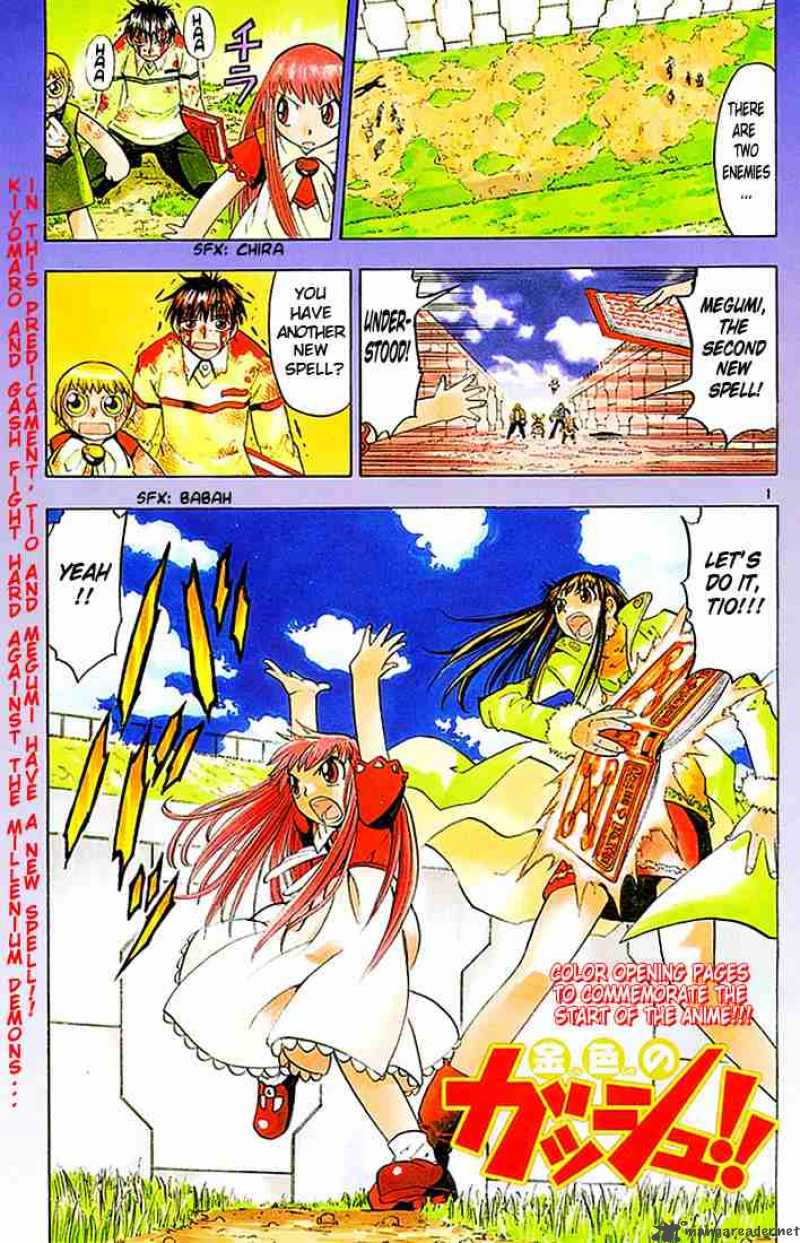 THERE
ARE
TWO
ENEMIES
...
チラ
HAA
HAA
SFX: CHIRA
MEGUMI,
THE
SECOND
NEW
SPELL!
UNDER-
STOOD!
YOU
HAVE
ANOTHER
NEW
SPELL?
SFX: BABAH
1
LET'S
DO IT,
TIO!!!
YEAH
!!
ババッ
IN THIS PREDICAMENT, TIO AND MEGUMI HAVE A NEW SPELL!!
KIYOMARO AND GASH FIGHT HARD AGAINST THE MILLENIUM DEMONS...
COLOR OPENING PAGES
TO COMMEMORATE THE
START OF THE ANIME!!!
金色の
ガッシュ!!
mangareader.net